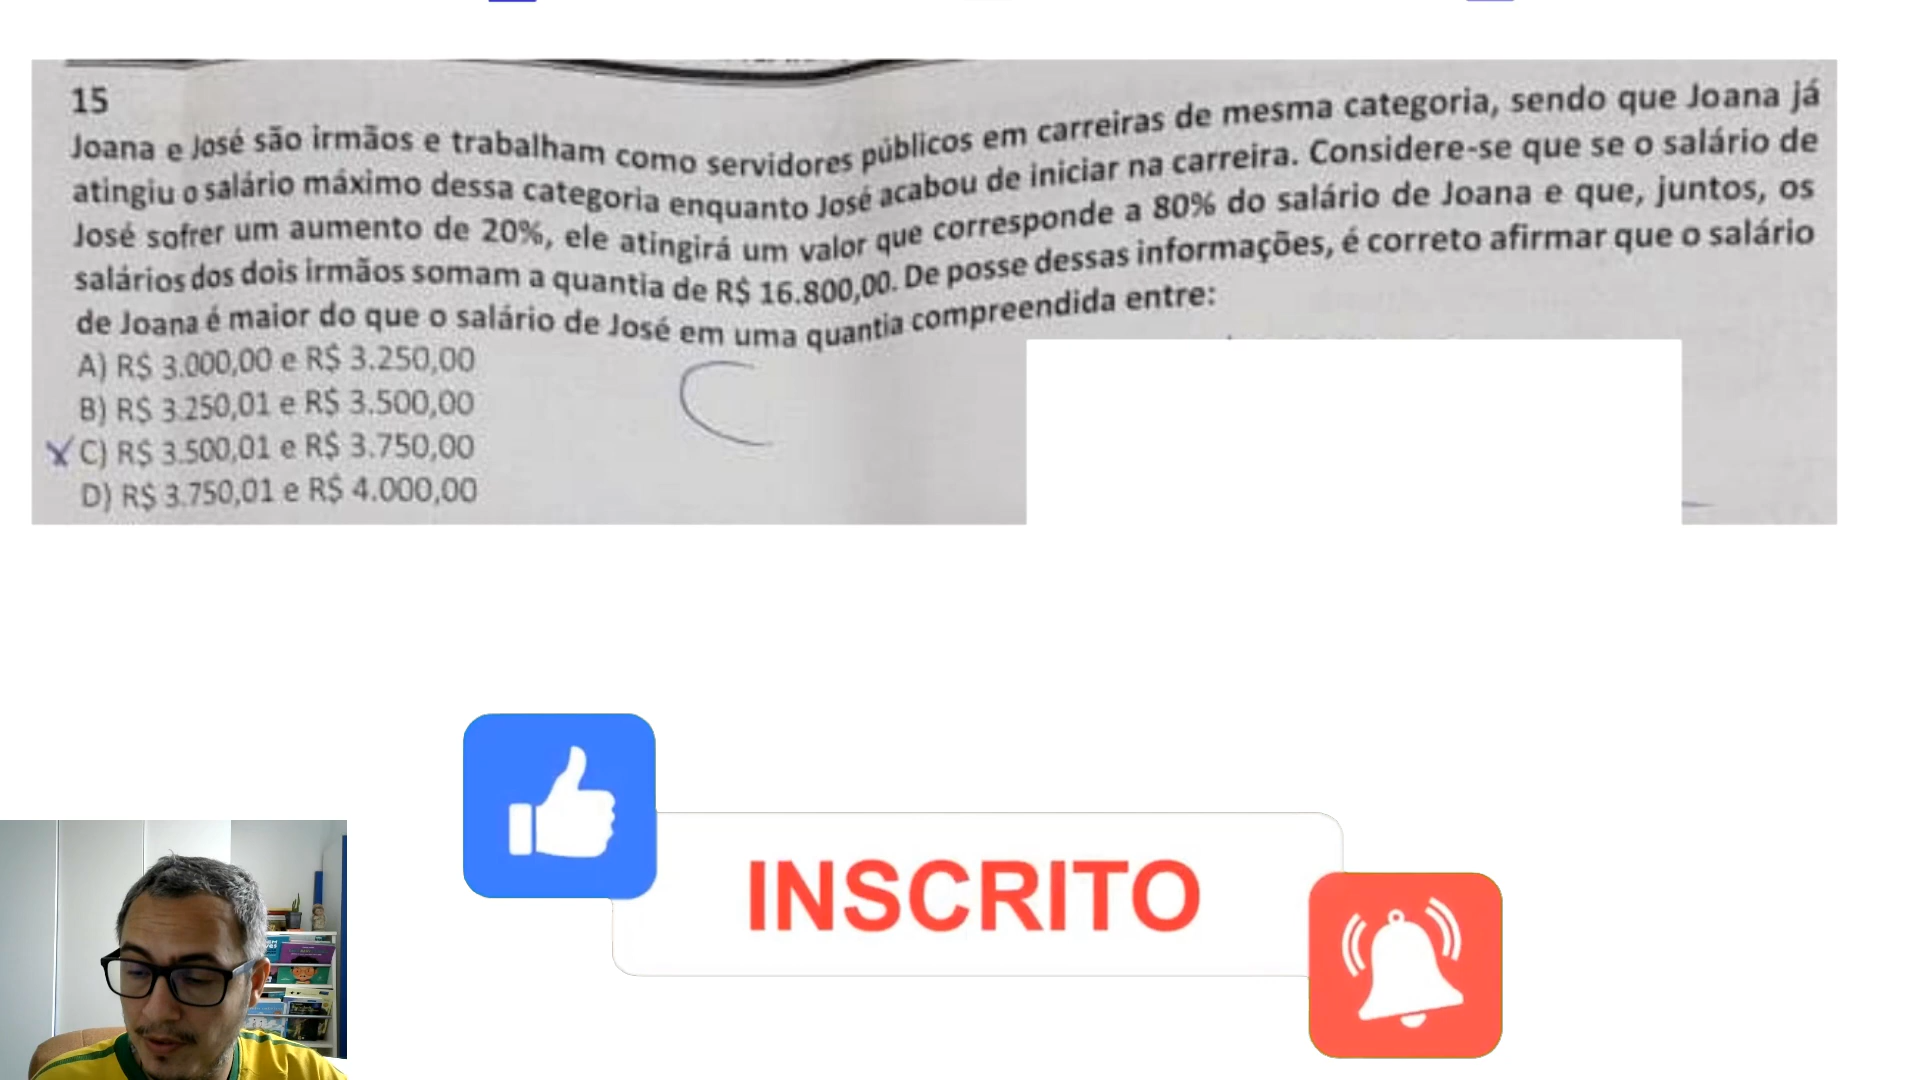 15
Joana e José são irmãos e trabalham como servidores públicos em carreiras de mesma categoria, sendo que Joana já
atingiu o salário máximo dessa categoria enquanto José acabou de iniciar na carreira. Considere-se que se o salário de
José sofrer um aumento de 20%, ele atingirá um valor que corresponde a 80% do salário de Joana e que, juntos, os
salários dos dois irmãos somam a quantia de R$ 16.800,00. De posse dessas informações, é correto afirmar que o salário
de Joana é maior do que o salário de José em uma quantia compreendida entre:
A) R$ 3.000,00 e R$ 3.250,00
B) R$ 3.250,01 e R$ 3.500,00
C) R$ 3.500,01 e R$ 3.750,00
D) R$ 3.750,01 e R$ 4.000,00
INSCRITO